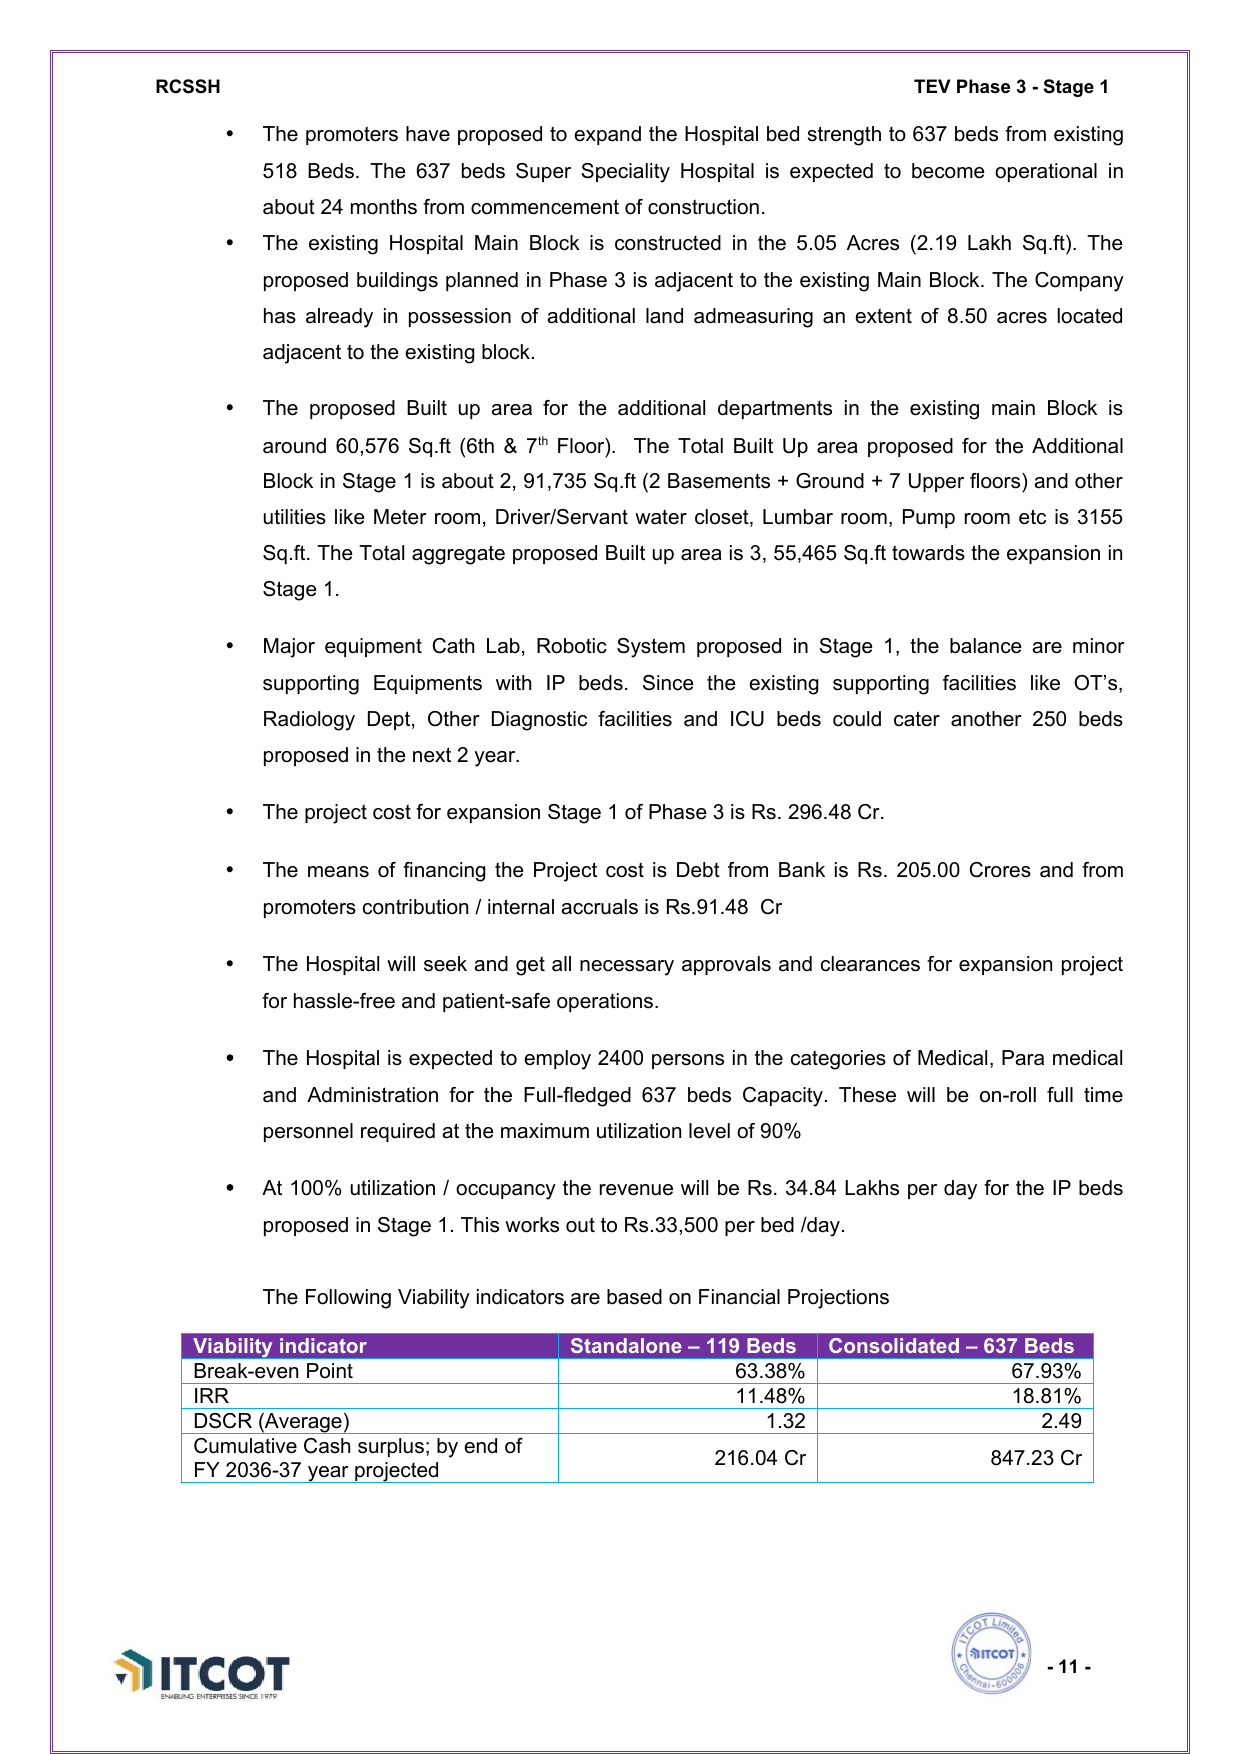 RCSSH TEV Phase 3 - Stage 1
• The promoters have proposed to expand the Hospital bed strength to 637 beds from existing
518 Beds. The 637 beds Super Speciality Hospital is expected to become operational in
about 24 months from commencement of construction.
• The existing Hospital Main Block is constructed in the 5.05 Acres (2.19 Lakh Sq.ft). The
proposed buildings planned in Phase 3 is adjacent to the existing Main Block. The Company
has already in possession of additional land admeasuring an extent of 8.50 acres located
adjacent to the existing block.
• The proposed Built up area for the additional departments in the existing main Block is
around 60,576 Sq.ft (6th & 7th Floor). The Total Built Up area proposed for the Additional
Block in Stage 1 is about 2, 91,735 Sq.ft (2 Basements + Ground + 7 Upper floors) and other
utilities like Meter room, Driver/Servant water closet, Lumbar room, Pump room etc is 3155
Sq.ft. The Total aggregate proposed Built up area is 3, 55,465 Sq.ft towards the expansion in
Stage 1.
• Major equipment Cath Lab, Robotic System proposed in Stage 1, the balance are minor
supporting Equipments with IP beds. Since the existing supporting facilities like OT’s,
Radiology Dept, Other Diagnostic facilities and ICU beds could cater another 250 beds
proposed in the next 2 year.
• The project cost for expansion Stage 1 of Phase 3 is Rs. 296.48 Cr.
• The means of financing the Project cost is Debt from Bank is Rs. 205.00 Crores and from
promoters contribution / internal accruals is Rs.91.48 Cr
• The Hospital will seek and get all necessary approvals and clearances for expansion project
for hassle-free and patient-safe operations.
• The Hospital is expected to employ 2400 persons in the categories of Medical, Para medical
and Administration for the Full-fledged 637 beds Capacity. These will be on-roll full time
personnel required at the maximum utilization level of 90%
• At 100% utilization / occupancy the revenue will be Rs. 34.84 Lakhs per day for the IP beds
proposed in Stage 1. This works out to Rs.33,500 per bed /day.
The Following Viability indicators are based on Financial Projections
Viability indicator Standalone – 119 Beds Consolidated – 637 Beds
Break-even Point 63.38% 67.93%
IRR 11.48% 18.81%
DSCR (Average) 1.32 2.49
Cumulative Cash surplus; by end of
FY 2036-37 year projected 216.04 Cr 847.23 Cr
ITCOT
ENABLING ENTERPRISES SINCE 1979
ITCOT Limited
ITCOT
Chennai-600006
- 11 -